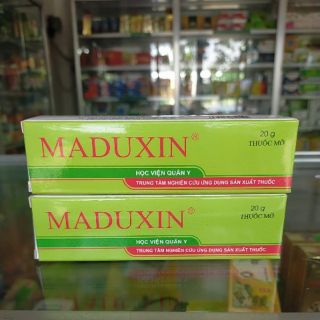 MADUXIN®
20 g
THUỐC MỠ
HỌC VIỆN QUÂN Y
TRUNG TÂM NGHIÊN CỨU ỨNG DỤNG SẢN XUẤT THUỐC
MADUXIN®
20 g
THUỐC MỠ
HỌC VIỆN QUÂN Y
TRUNG TÂM NGHIÊN CỨU ỨNG DỤNG SẢN XUẤT THUỐC